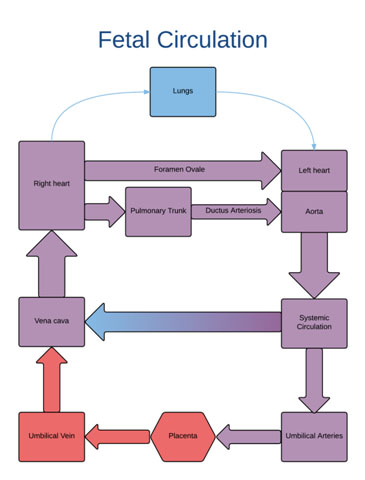 Fetal Circulation
Lungs
Foramen Ovale
Left heart
Right heart
Pulmonary Trunk
Ductus Arteriosis
Aorta
Vena cava
Systemic
Circulation
Umbilical Vein
Placenta
Umbilical Arteries